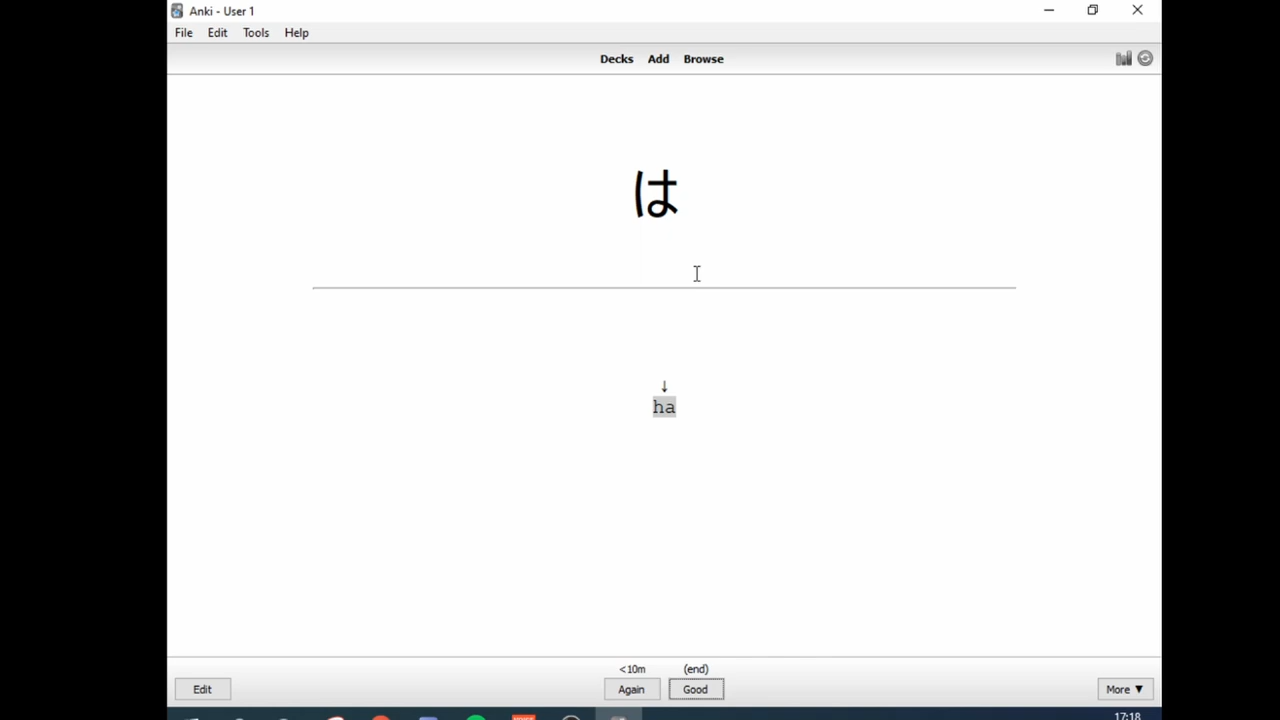 Anki - User 1
File Edit Tools Help
Decks Add Browse
は
↓
ha
<10m (end)
Edit Again Good More ▼
17:18